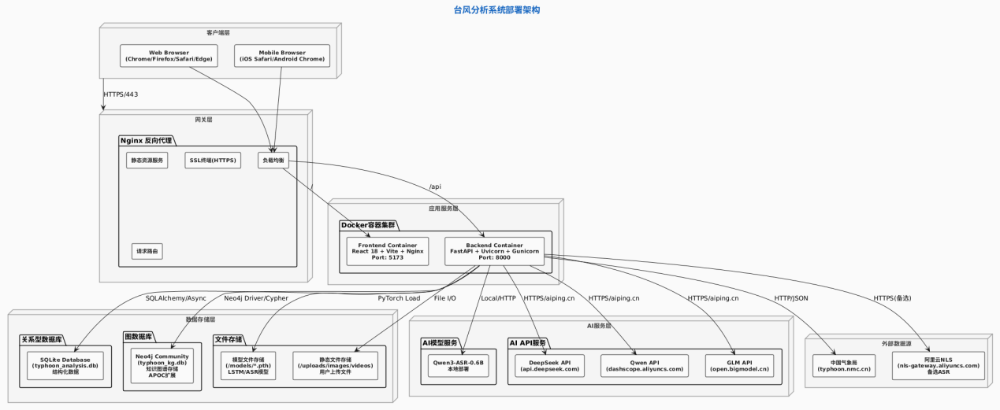 台风分析系统部署架构
客户端层
Web Browser
(Chrome/Firefox/Safari/Edge)
Mobile Browser
(iOS Safari/Android Chrome)
HTTPS/443
网关层
Nginx 反向代理
静态资源服务
SSL终端(HTTPS)
负载均衡
请求路由
/
/api
应用服务层
Docker容器集群
Frontend Container
React 18 + Vite + Nginx
Port: 5173
Backend Container
FastAPI + Uvicorn + Gunicorn
Port: 8000
SQLAlchemy/Async
Neo4j Driver/Cypher
PyTorch Load
File I/O
Local/HTTP
HTTPS/aiping.cn
HTTPS/aiping.cn
HTTPS/aiping.cn
HTTP/JSON
HTTPS(备选)
数据存储层
关系型数据库
SQLite Database
(typhoon_analysis.db)
结构化数据
图数据库
Neo4j Community
(typhoon_kg.db)
知识图谱存储
APOC扩展
文件存储
模型文件存储
(/models/*.pth)
LSTM/ASR模型
静态文件存储
(/uploads/images/videos)
用户上传文件
AI服务层
AI模型服务
Qwen3-ASR-0.6B
本地部署
AI API服务
DeepSeek API
(api.deepseek.com)
Qwen API
(dashscope.aliyuncs.com)
GLM API
(open.bigmodel.cn)
外部数据源
中国气象局
(typhoon.nmc.cn)
阿里云NLS
(nls-gateway.aliyuncs.com)
备选ASR